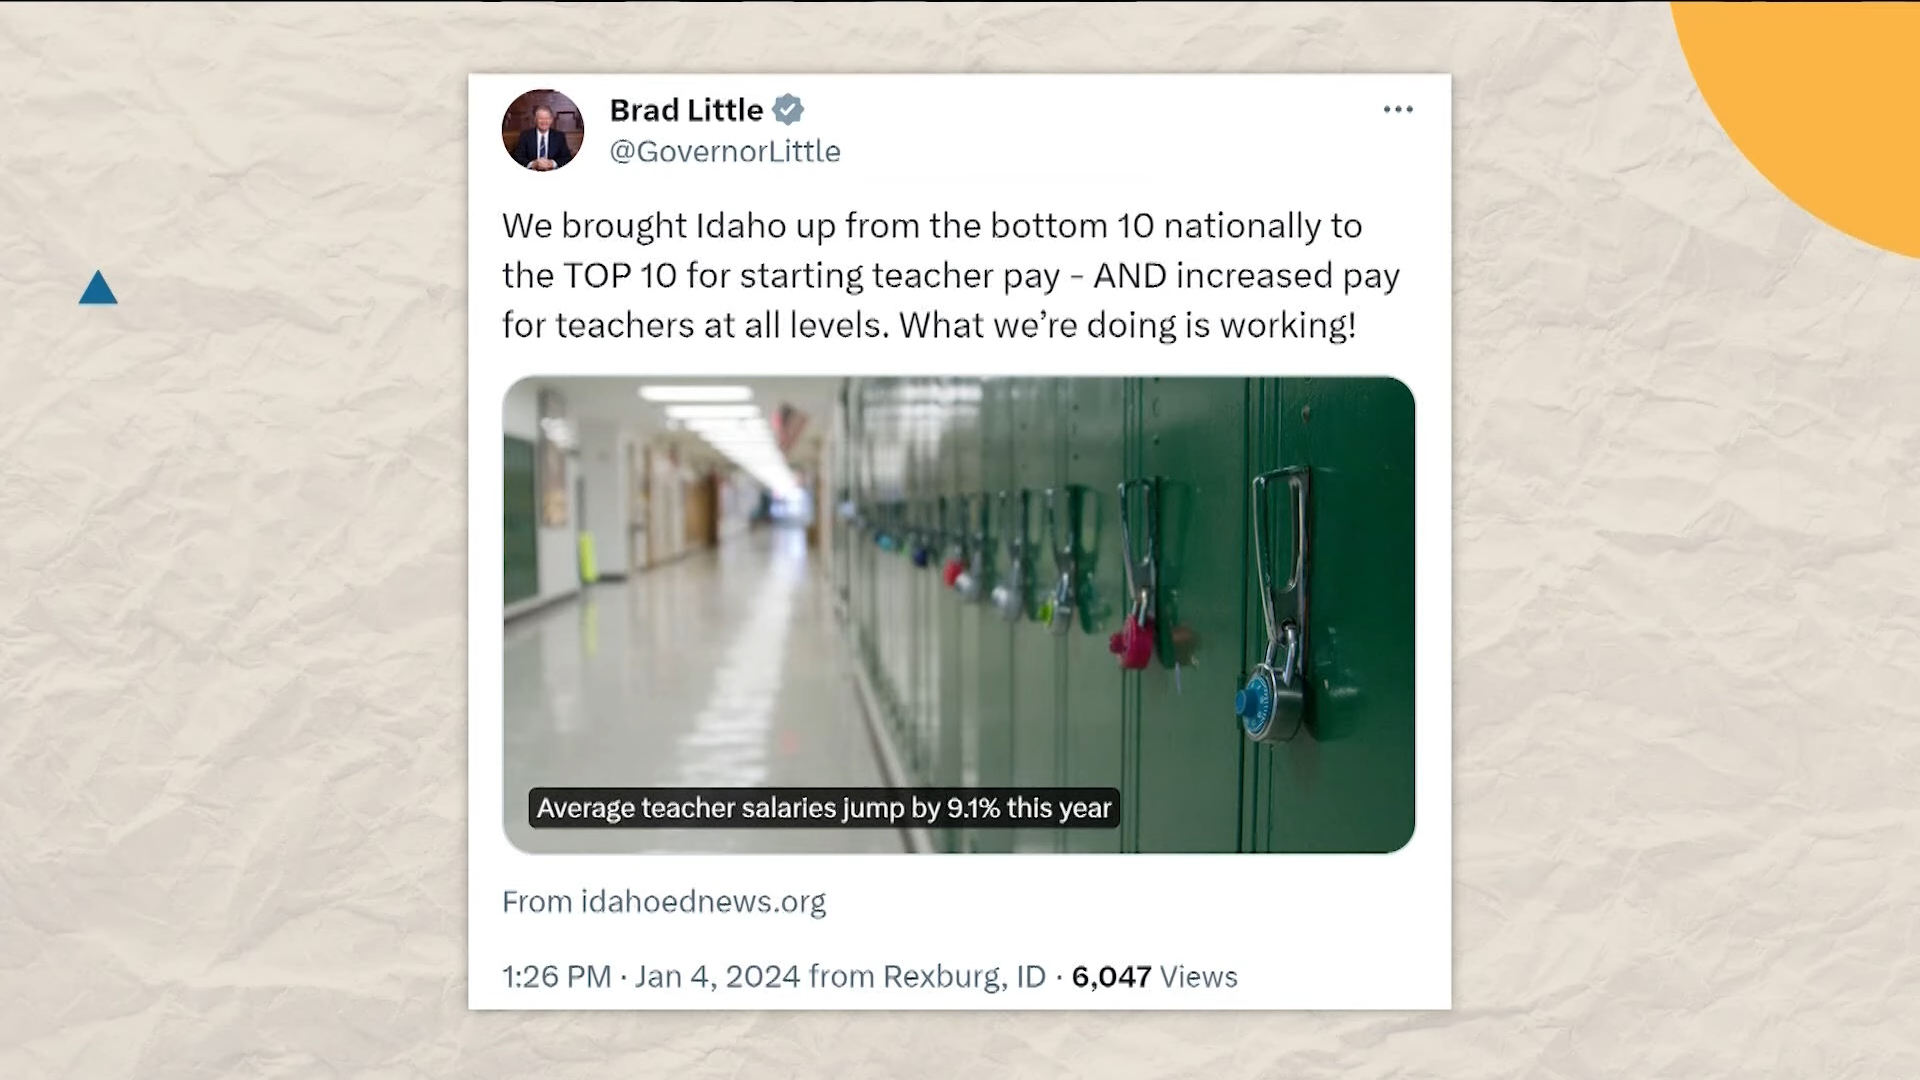 Brad Little
@GovernorLittle
We brought Idaho up from the bottom 10 nationally to
the TOP 10 for starting teacher pay - AND increased pay
for teachers at all levels. What we’re doing is working!
Average teacher salaries jump by 9.1% this year
From idahoednews.org
1:26 PM · Jan 4, 2024 from Rexburg, ID · 6,047 Views